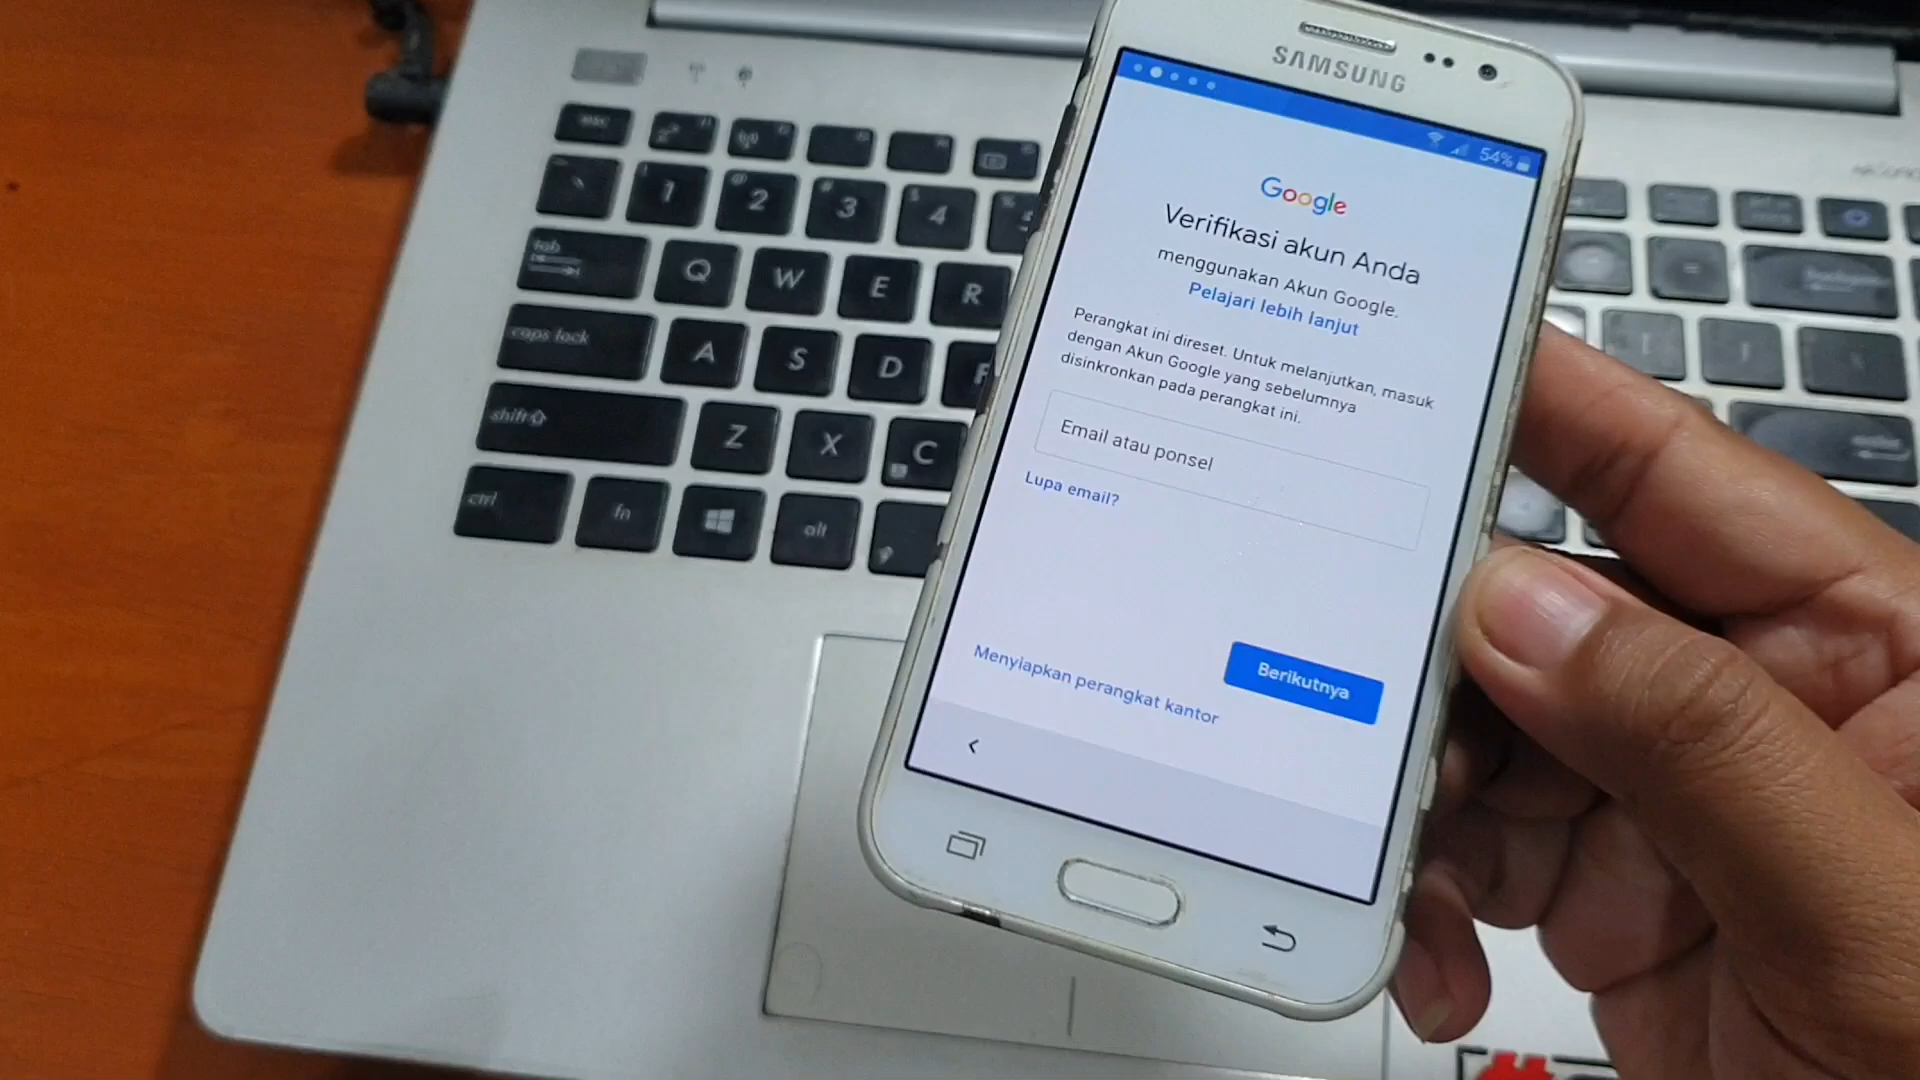 SAMSUNG
54%
Google
Verifikasi akun Anda
menggunakan Akun Google.
Pelajari lebih lanjut
Perangkat ini direset. Untuk melanjutkan, masuk
dengan Akun Google yang sebelumnya
disinkronkan pada perangkat ini.
Email atau ponsel
Lupa email?
Berikutnya
Menyiapkan perangkat kantor
esc
~ ! 1 @ 2 # 3 $ 4 %
tab Q W E R
caps lock A S D F
shift Z X C
ctrl fn alt